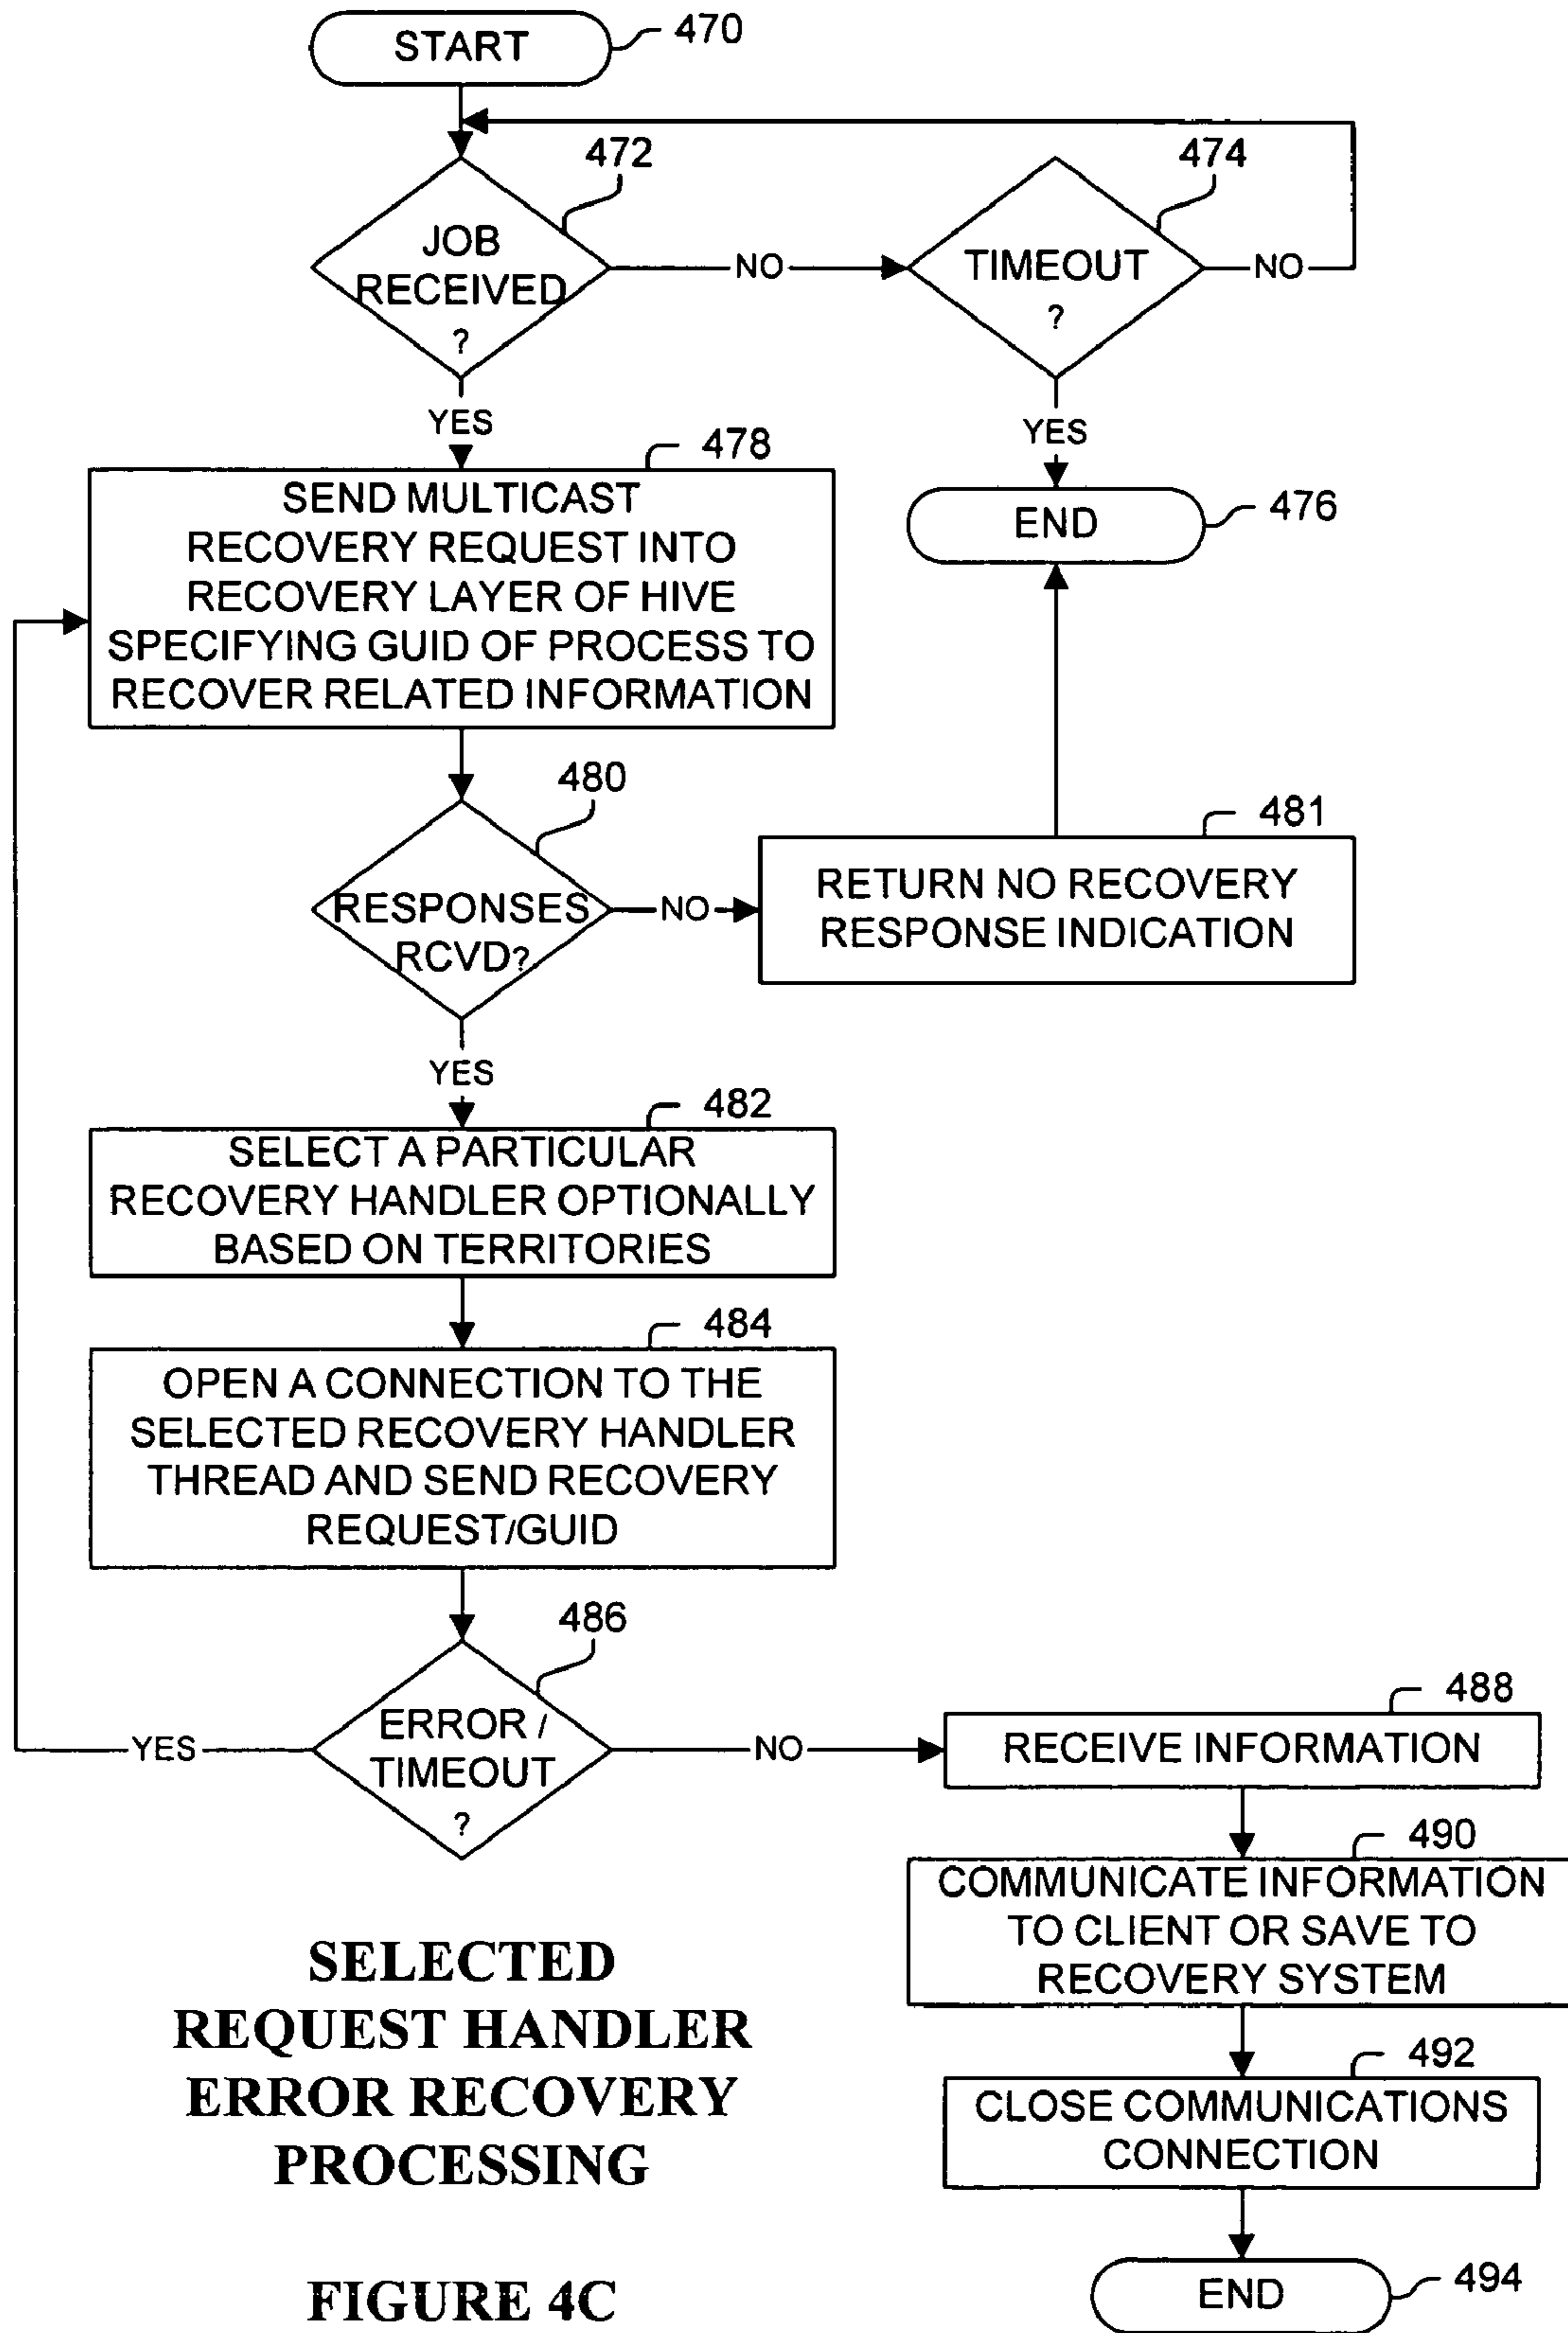 START
470
472
JOB
RECEIVED
?
NO
474
TIMEOUT
?
NO
YES
YES
478
SEND MULTICAST
RECOVERY REQUEST INTO
RECOVERY LAYER OF HIVE
SPECIFYING GUID OF PROCESS TO
RECOVER RELATED INFORMATION
END
476
480
RESPONSES
RCVD?
NO
481
RETURN NO RECOVERY
RESPONSE INDICATION
YES
482
SELECT A PARTICULAR
RECOVERY HANDLER OPTIONALLY
BASED ON TERRITORIES
484
OPEN A CONNECTION TO THE
SELECTED RECOVERY HANDLER
THREAD AND SEND RECOVERY
REQUEST/GUID
486
ERROR /
TIMEOUT
?
YES
NO
488
RECEIVE INFORMATION
490
COMMUNICATE INFORMATION
TO CLIENT OR SAVE TO
RECOVERY SYSTEM
492
CLOSE COMMUNICATIONS
CONNECTION
END
494
SELECTED
REQUEST HANDLER
ERROR RECOVERY
PROCESSING
FIGURE 4C